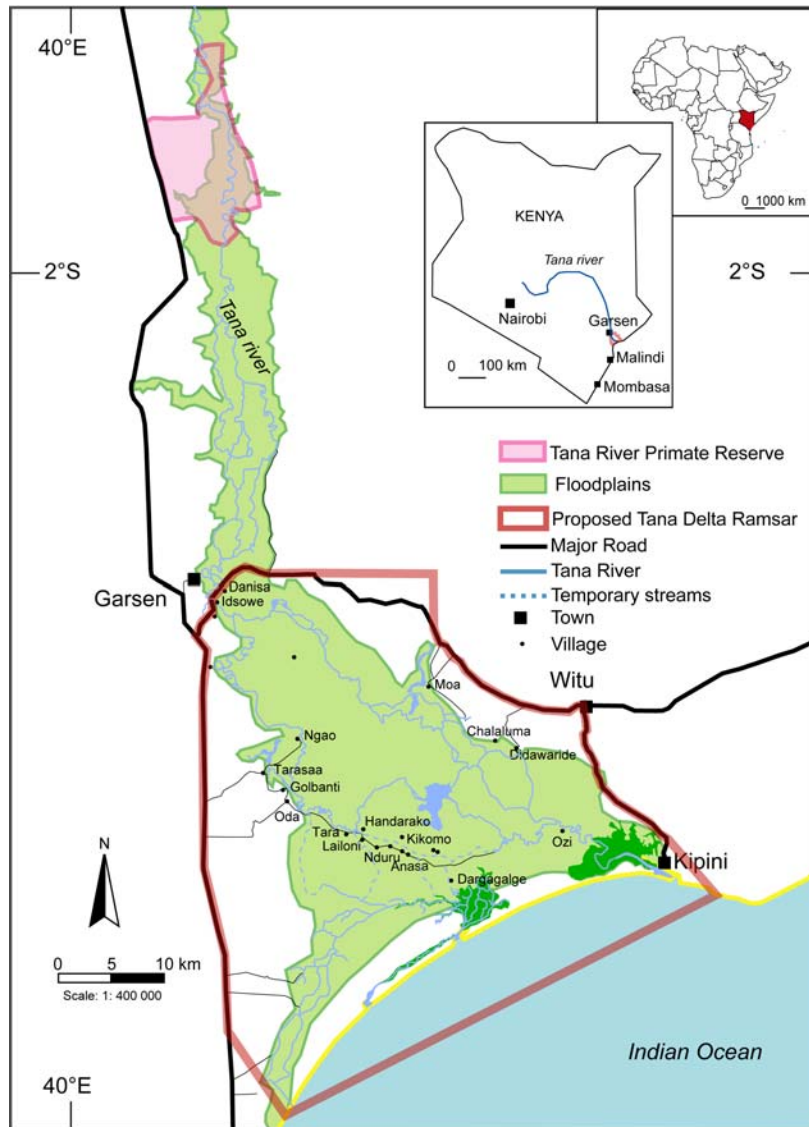 40°E
0 1000 km
KENYA
Tana river
Nairobi
Garsen
Malindi
Mombasa
0 100 km
2°S
2°S
Tana river
Tana River Primate Reserve
Floodplains
Proposed Tana Delta Ramsar
Major Road
Tana River
Temporary streams
Town
Village
Garsen
Danisa
Idsowe
Witu
Moa
Chalaluma
Didawaride
Ngao
Tarasaa
Golbanti
Oda
Handarako
Tara
Kikomo
Lailoni
Nduru
Anasa
Ozi
Kipini
Dargagalge
N
0 5 10 km
Scale: 1: 400 000
Indian Ocean
40°E